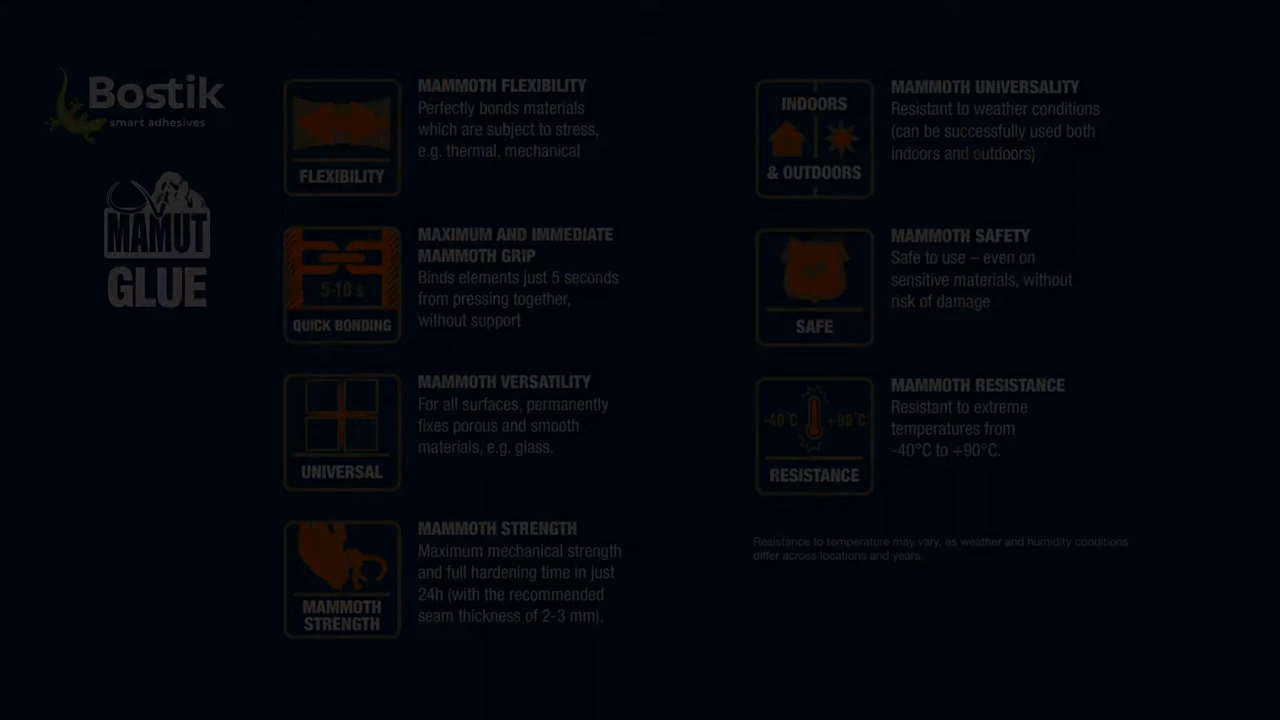 Bostik
smart adhesives
MAMUT
GLUE
FLEXIBILITY
MAMMOTH FLEXIBILITY
Perfectly bonds materials
which are subject to stress,
e.g. thermal, mechanical
5-10 s
QUICK BONDING
MAXIMUM AND IMMEDIATE
MAMMOTH GRIP
Binds elements just 5 seconds
from pressing together,
without support
UNIVERSAL
MAMMOTH VERSATILITY
For all surfaces, permanently
fixes porous and smooth
materials, e.g. glass.
MAMMOTH
STRENGTH
MAMMOTH STRENGTH
Maximum mechanical strength
and full hardening time in just
24h (with the recommended
seam thickness of 2-3 mm).
INDOORS
& OUTDOORS
MAMMOTH UNIVERSALITY
Resistant to weather conditions
(can be successfully used both
indoors and outdoors)
SAFE
MAMMOTH SAFETY
Safe to use – even on
sensitive materials, without
risk of damage
-40°C +90°C
RESISTANCE
MAMMOTH RESISTANCE
Resistant to extreme
temperatures from
-40°C to +90°C.
Resistance to temperature may vary, as weather and humidity conditions
differ across locations and years.